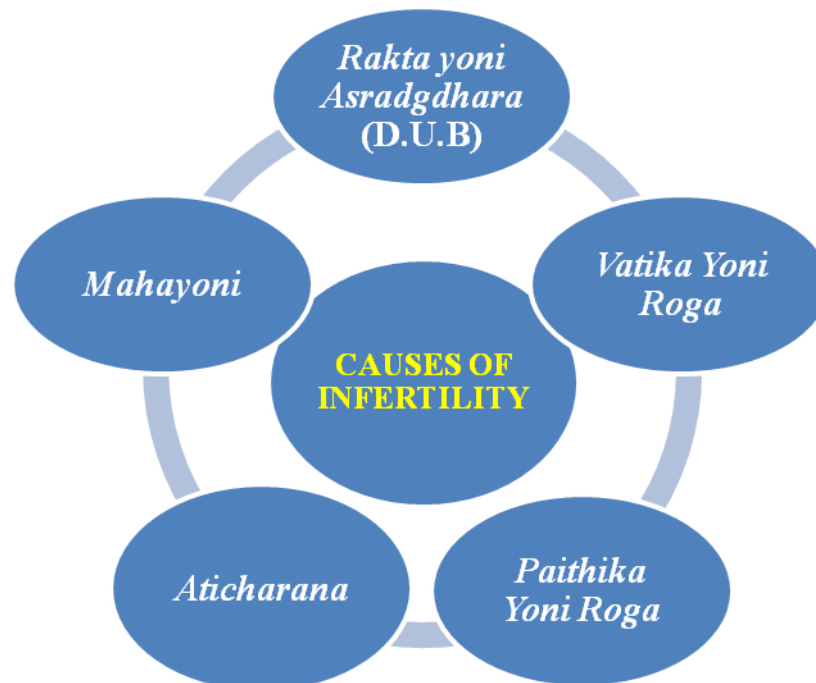 Rakta yoni
Asradgdhara
(D.U.B)
Vatika Yoni
Roga
Mahayoni
CAUSES OF
INFERTILITY
Aticharana
Paithika
Yoni Roga